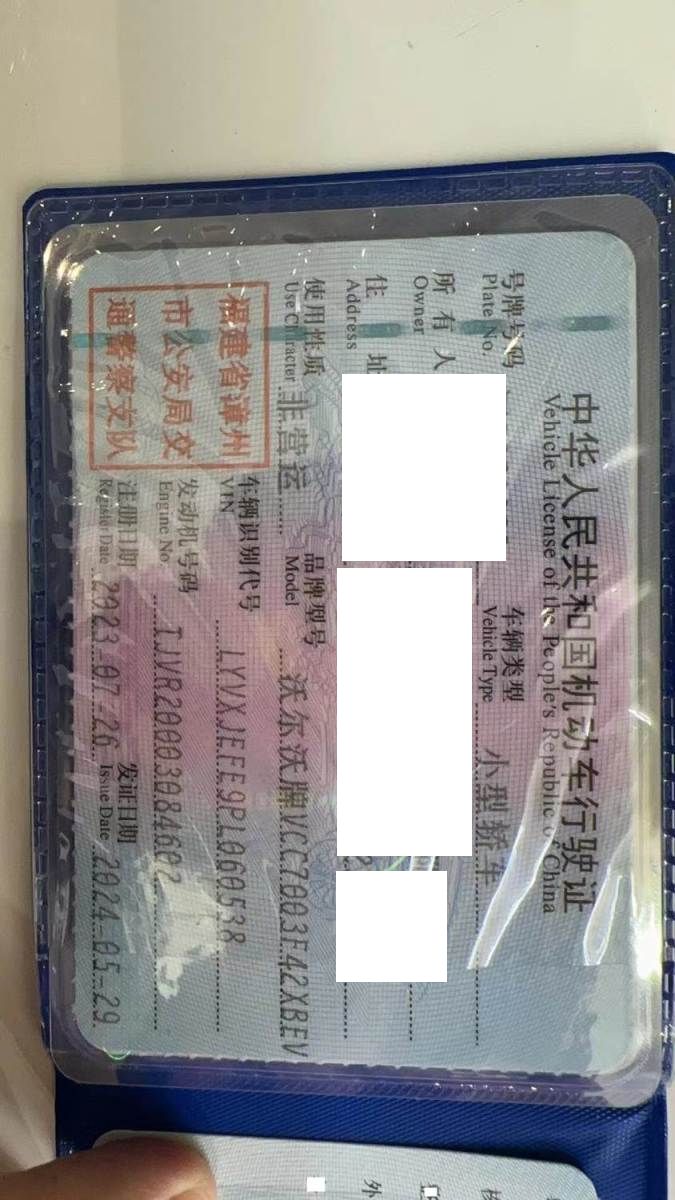 中华人民共和国机动车行驶证
Vehicle License of the People's Republic of China
号牌号码
Plate No.
车辆类型 小型轿车
Vehicle Type
所有人
Owner
住址
Address
使用性质 非营运
Use Character
品牌型号 沃尔沃牌VCC7003F42XBEV
Model
福建省漳州
市公安局交
通警察支队
车辆识别代号 LYVXJEFE9PL060538
VIN
发动机号码 TJVR20003084602
Engine No.
注册日期 2023-07-26
Register Date
发证日期 2024-05-29
Issue Date
外